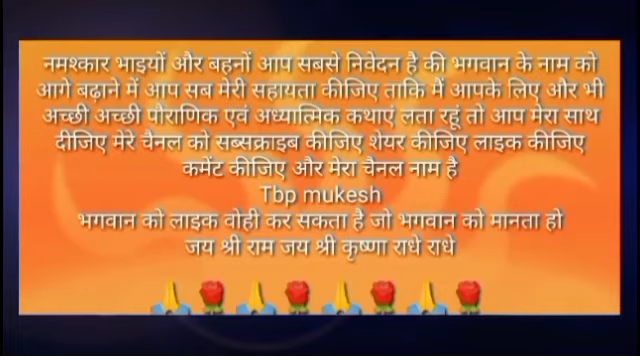 नमश्कार भाइयों और बहनों आप सबसे निवेदन है की भगवान के नाम को
आगे बढ़ाने में आप सब मेरी सहायता कीजिए ताकि मैं आपके लिए और भी
अच्छी अच्छी पौराणिक एवं अध्यात्मिक कथाएं लता रहूं तो आप मेरा साथ
दीजिए मेरे चैनल को सब्सक्राइब कीजिए शेयर कीजिए लाइक कीजिए
कमेंट कीजिए और मेरा चैनल नाम है
Tbp mukesh
भगवान को लाइक वोही कर सकता है जो भगवान को मानता हो
जय श्री राम जय श्री कृष्णा राधे राधे
🙏🌹🙏🌹🙏🌹🙏🌹